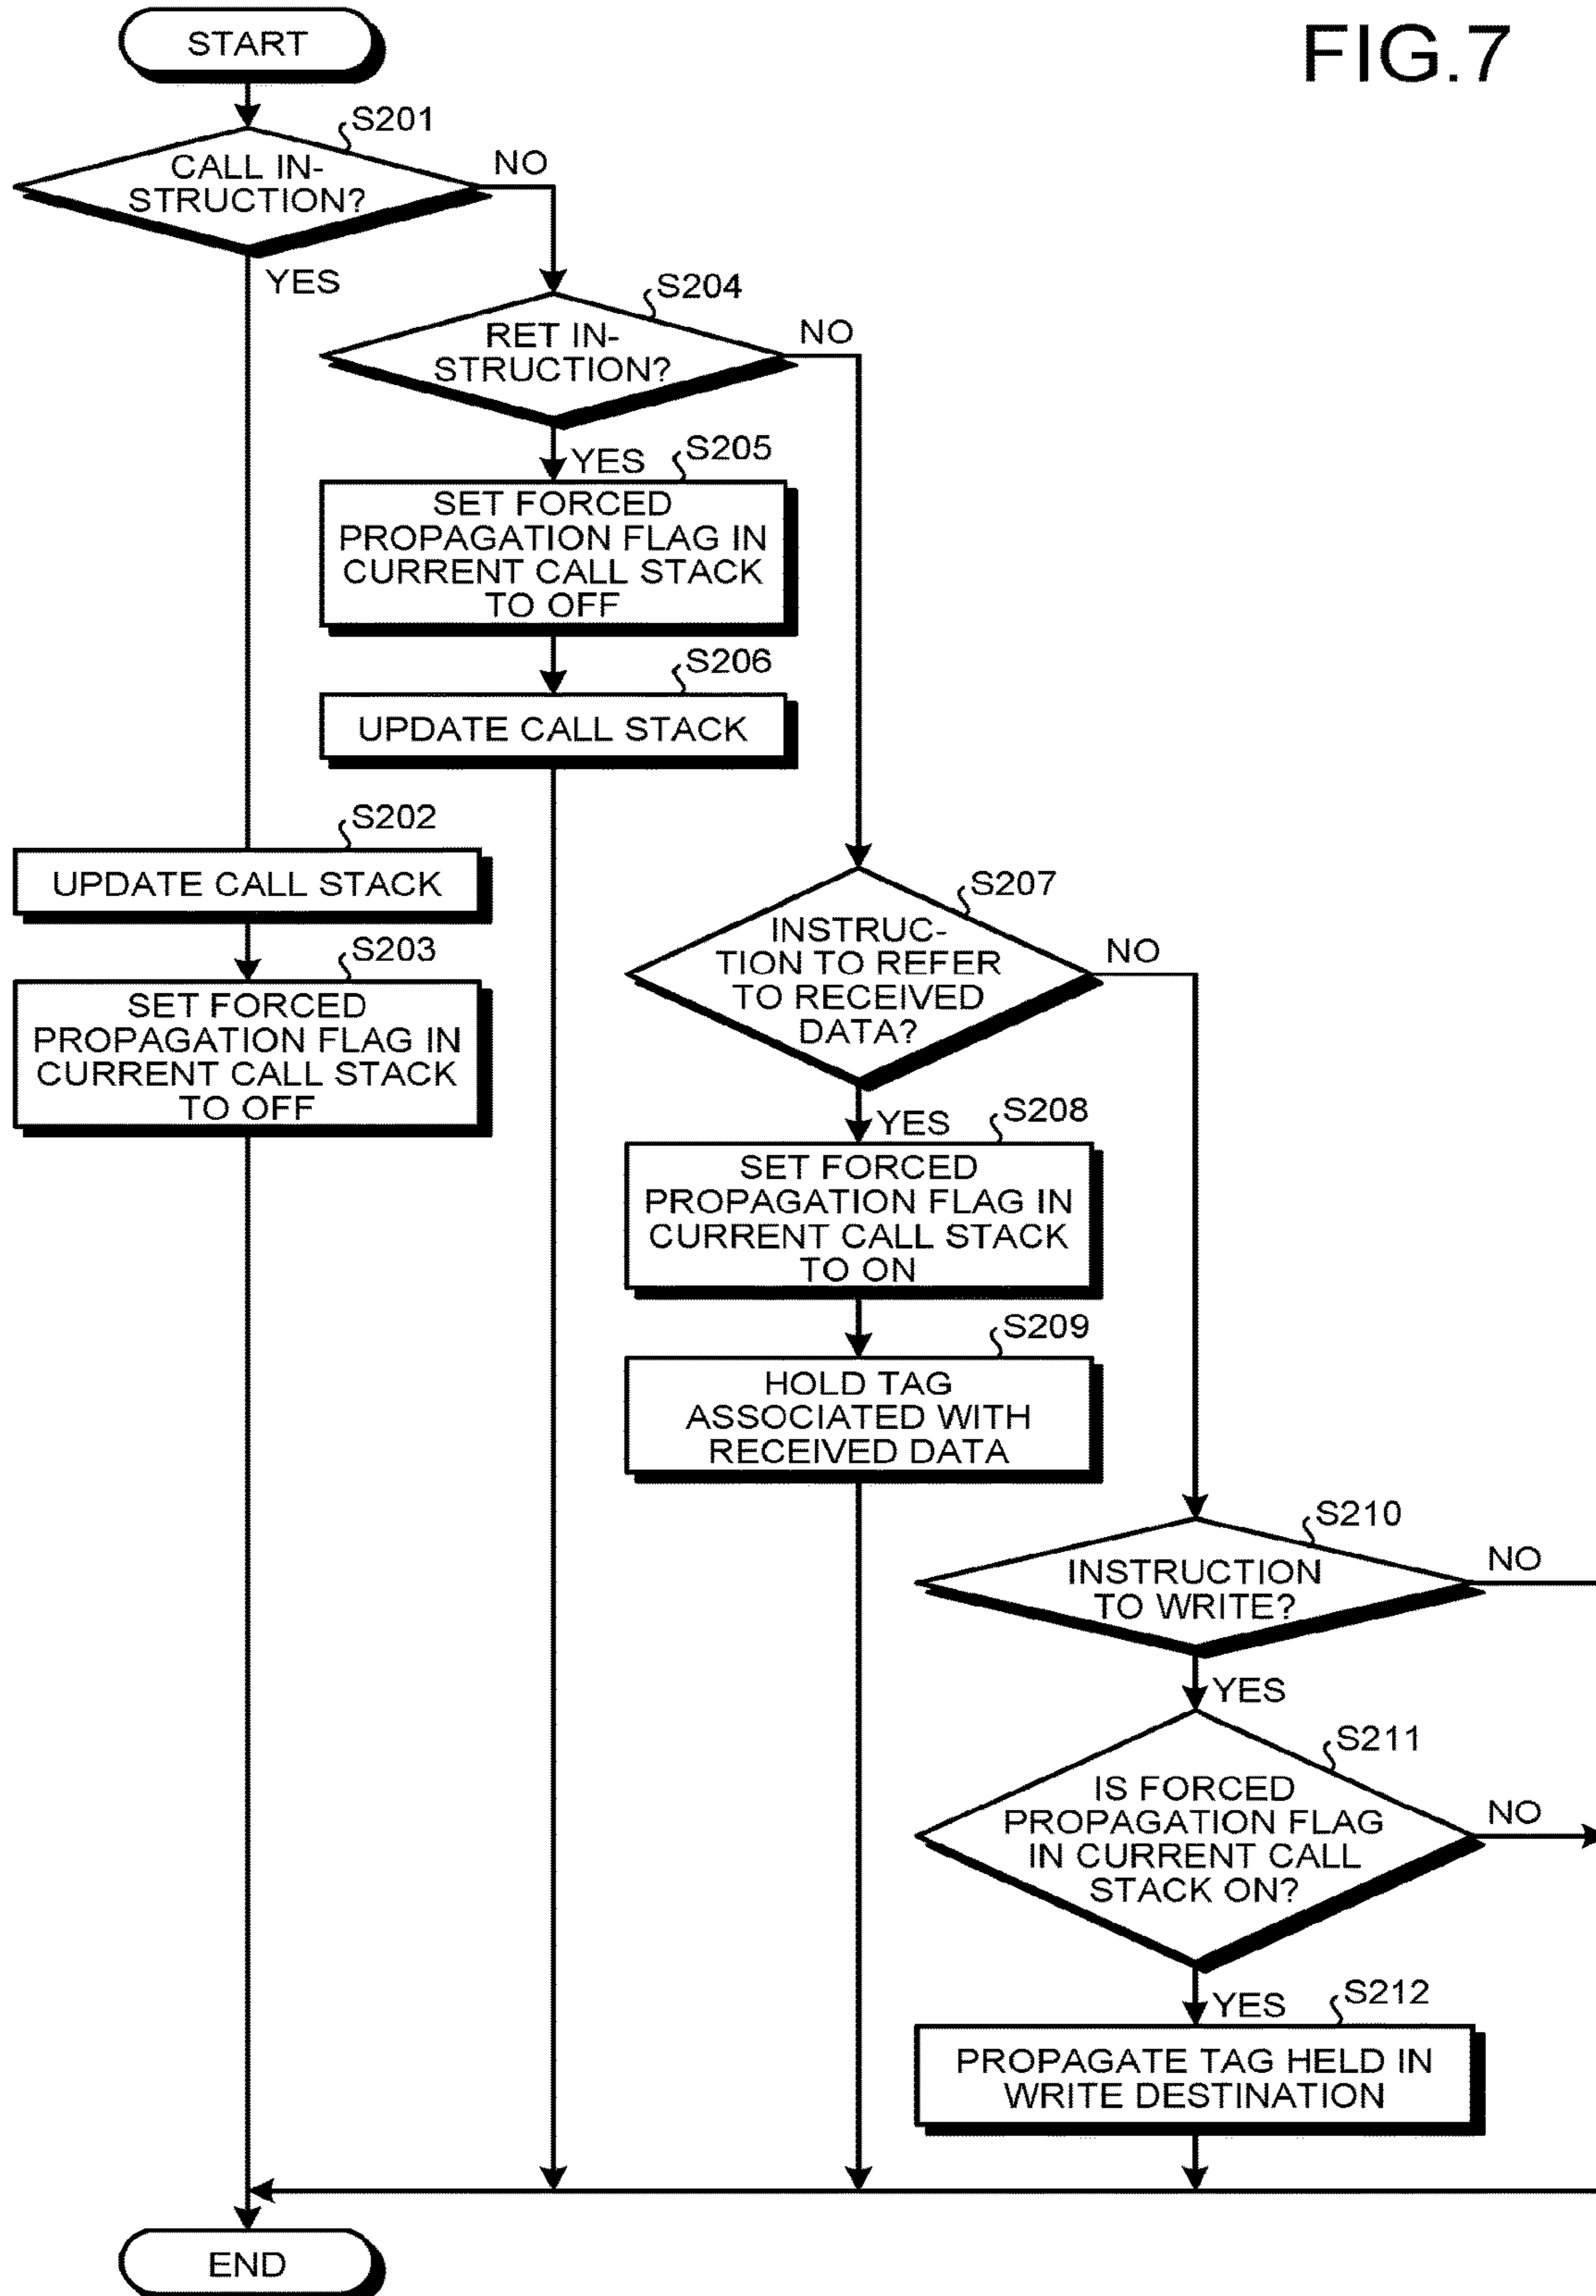 FIG.7
START
S201
CALL IN-
STRUCTION?
NO
YES
S204
RET IN-
STRUCTION?
NO
YES
S205
SET FORCED
PROPAGATION FLAG IN
CURRENT CALL STACK
TO OFF
S206
UPDATE CALL STACK
S202
UPDATE CALL STACK
S203
SET FORCED
PROPAGATION FLAG IN
CURRENT CALL STACK
TO OFF
S207
INSTRUC-
TION TO REFER
TO RECEIVED
DATA?
NO
YES
S208
SET FORCED
PROPAGATION FLAG IN
CURRENT CALL STACK
TO ON
S209
HOLD TAG
ASSOCIATED WITH
RECEIVED DATA
S210
INSTRUCTION
TO WRITE?
NO
YES
S211
IS FORCED
PROPAGATION FLAG
IN CURRENT CALL
STACK ON?
NO
YES
S212
PROPAGATE TAG HELD IN
WRITE DESTINATION
END